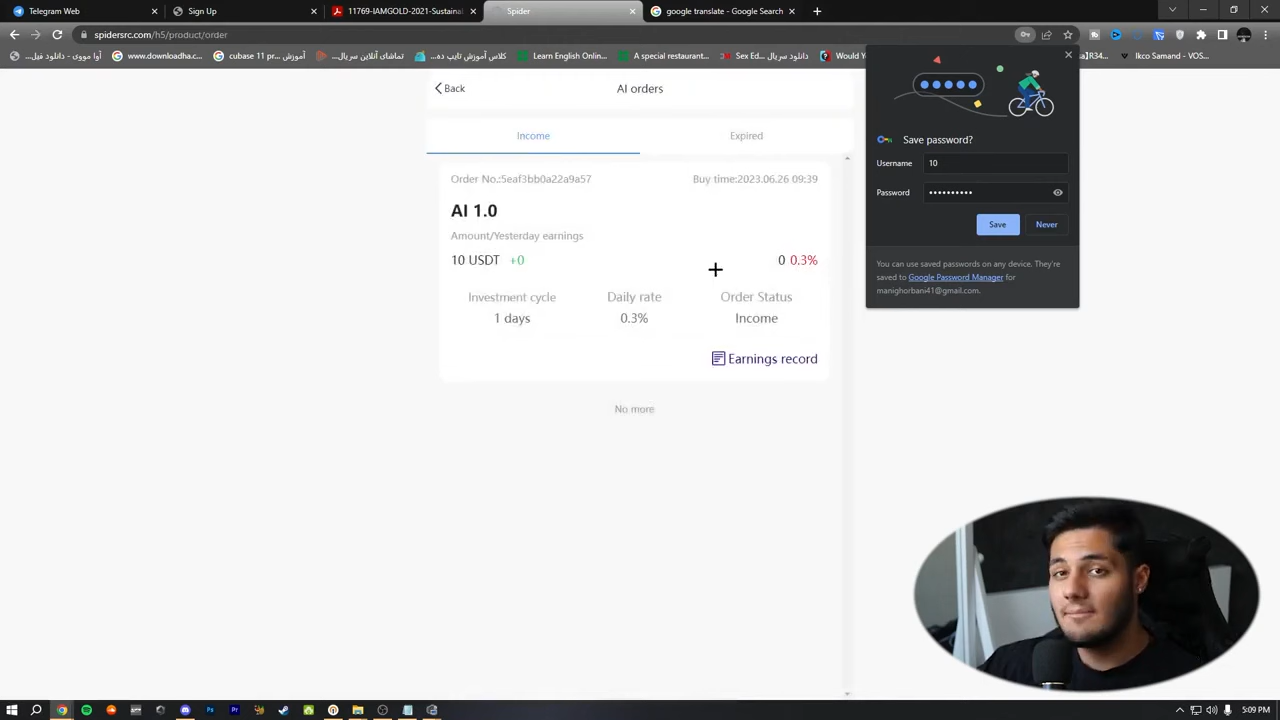 Telegram Web
Sign Up
11769-IAMGOLD-2021-Sustainat
Spider
google translate - Google Search
spidersrc.com/h5/product/order
آوا مووی - دانلود فیل...
cubase 11 pr...آموزش
www.downloadha.c...
تماشای آنلاین سریال...
کلاس آموزش تایپ ده...
Learn English Online...
A special restaurant...
Sex Ed دانلود سریال...
Would Y
]R34...
Ikco Samand - VOS...
Back
AI orders
Income
Expired
Order No.:5eaf3bb0a22a9a57
Buy time:2023.06.26 09:39
AI 1.0
Amount/Yesterday earnings
10 USDT +0
0 0.3%
Investment cycle
Daily rate
Order Status
1 days
0.3%
Income
Earnings record
No more
Save password?
Username
10
Password
••••••••••
Save
Never
You can use saved passwords on any device. They're
saved to Google Password Manager for
manighorbani41@gmail.com.
5:09 PM